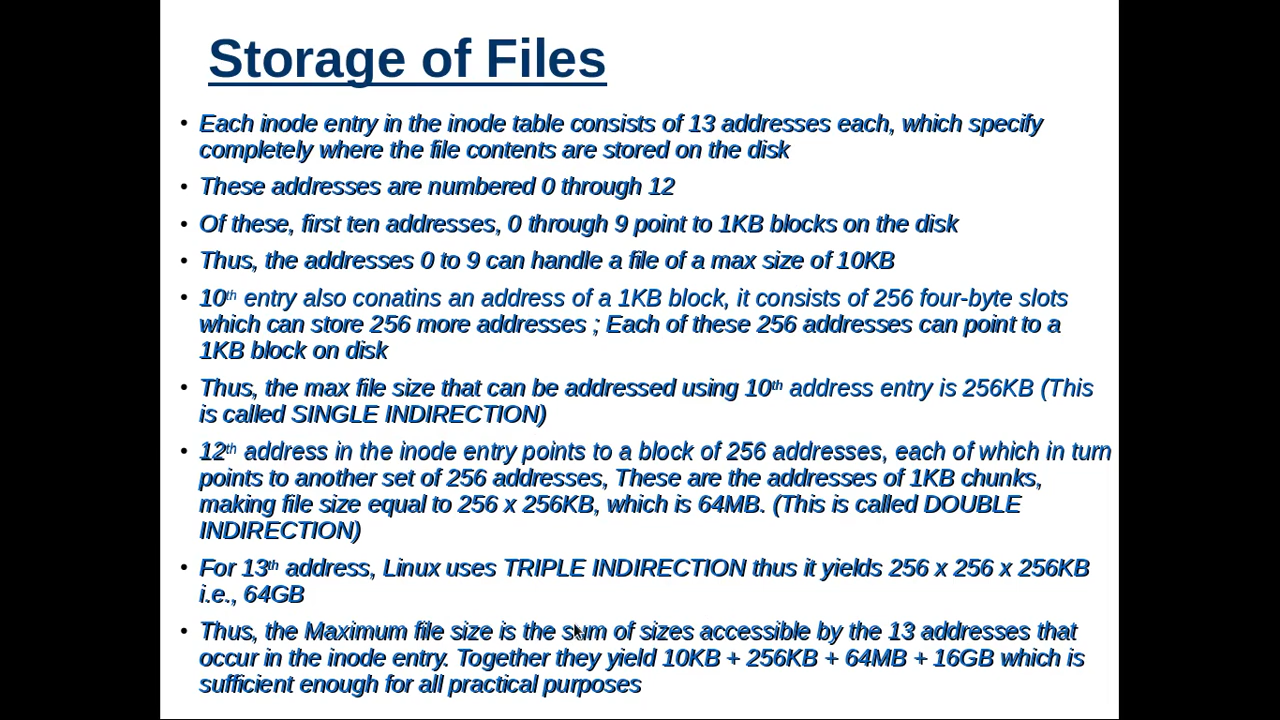 Storage of Files
• Each inode entry in the inode table consists of 13 addresses each, which specify
completely where the file contents are stored on the disk
• These addresses are numbered 0 through 12
• Of these, first ten addresses, 0 through 9 point to 1KB blocks on the disk
• Thus, the addresses 0 to 9 can handle a file of a max size of 10KB
• 10th entry also conatins an address of a 1KB block, it consists of 256 four-byte slots
which can store 256 more addresses ; Each of these 256 addresses can point to a
1KB block on disk
• Thus, the max file size that can be addressed using 10th address entry is 256KB (This
is called SINGLE INDIRECTION)
• 12th address in the inode entry points to a block of 256 addresses, each of which in turn
points to another set of 256 addresses, These are the addresses of 1KB chunks,
making file size equal to 256 x 256KB, which is 64MB. (This is called DOUBLE
INDIRECTION)
• For 13th address, Linux uses TRIPLE INDIRECTION thus it yields 256 x 256 x 256KB
i.e., 64GB
• Thus, the Maximum file size is the sum of sizes accessible by the 13 addresses that
occur in the inode entry. Together they yield 10KB + 256KB + 64MB + 16GB which is
sufficient enough for all practical purposes